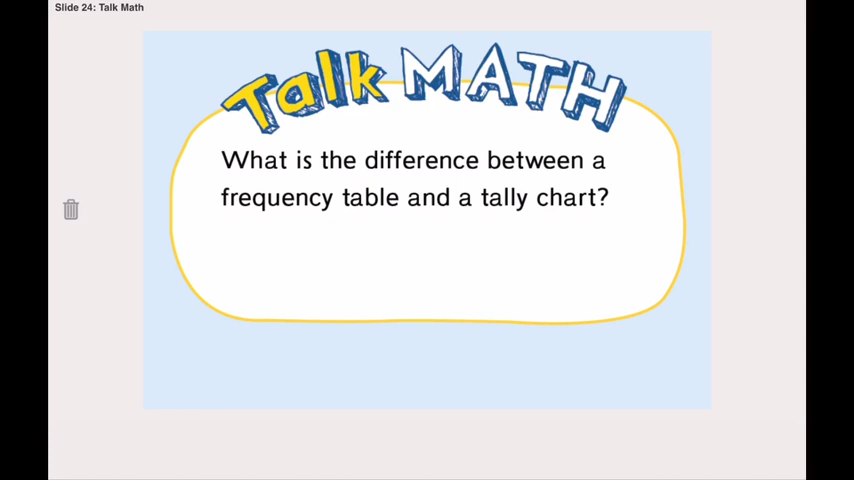 Slide 24: Talk Math
Talk MATH
What is the difference between a
frequency table and a tally chart?